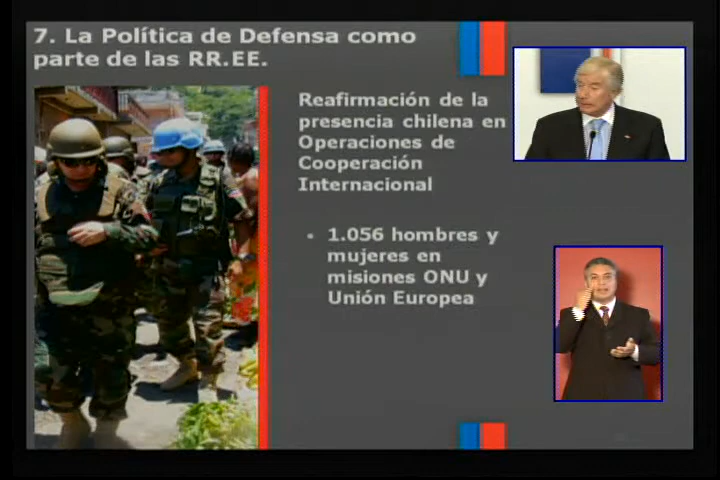 7. La Política de Defensa como
parte de las RR.EE.
Reafirmación de la
presencia chilena en
Operaciones de
Cooperación
Internacional
• 1.056 hombres y
mujeres en
misiones ONU y
Unión Europea